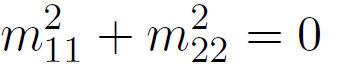 $m_{11}^2 + m_{22}^2 = 0$